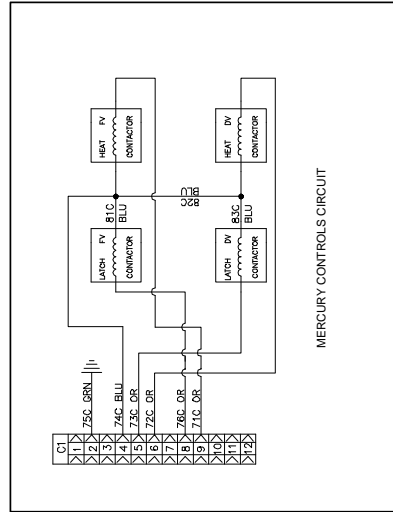 HEAT FV
CONTACTOR
HEAT DV
CONTACTOR
82C
BLU
81C
BLU
83C
BLU
LATCH FV
CONTACTOR
LATCH DV
CONTACTOR
MERCURY CONTROLS CIRCUIT
75C GRN
74C BLU
73C OR
72C OR
76C OR
71C OR
C1
1
2
3
4
5
6
7
8
9
10
11
12